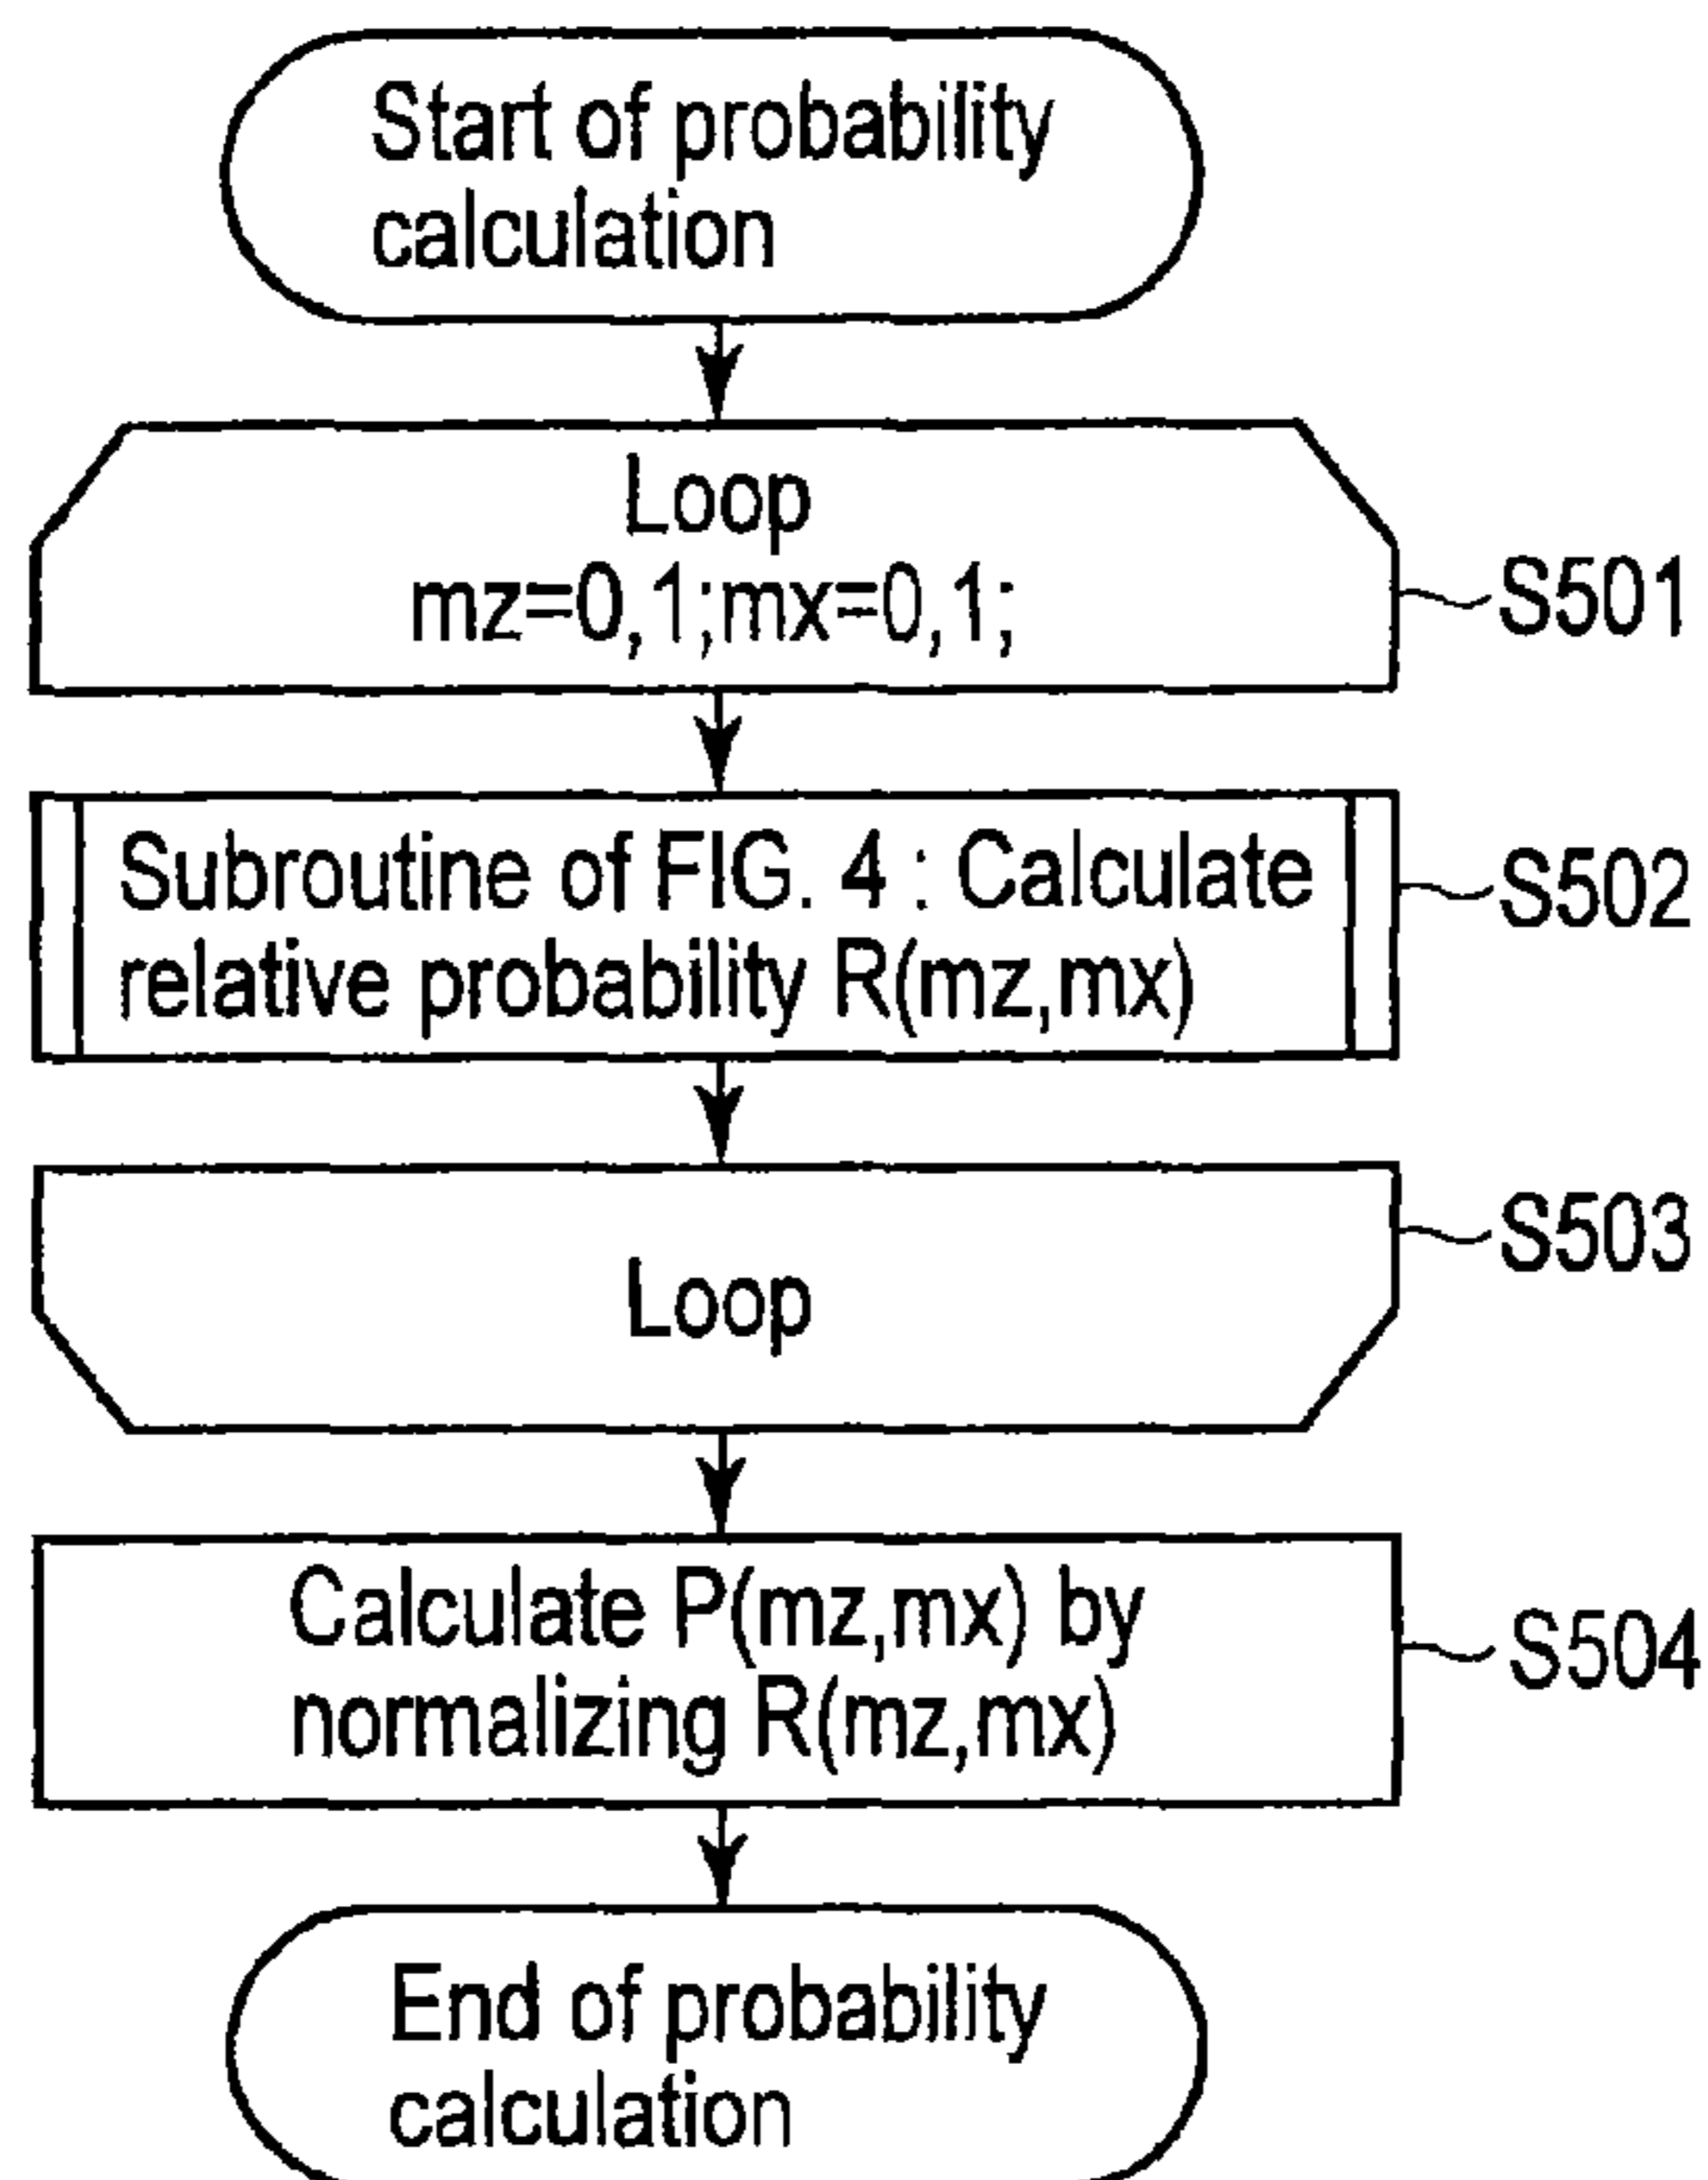 Start of probability
calculation
Loop
mz=0,1;mx=0,1;
S501
Subroutine of FIG. 4 : Calculate
relative probability R(mz,mx)
S502
S503
Loop
Calculate P(mz,mx) by
normalizing R(mz,mx)
S504
End of probability
calculation